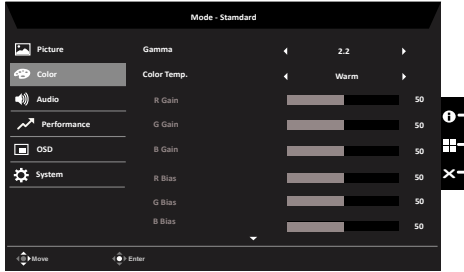 Mode - Standard
Picture
Color
Audio
Performance
OSD
System
Gamma 2.2
Color Temp. Warm
R Gain 50
G Gain 50
B Gain 50
R Bias 50
G Bias 50
B Bias 50
Move Enter